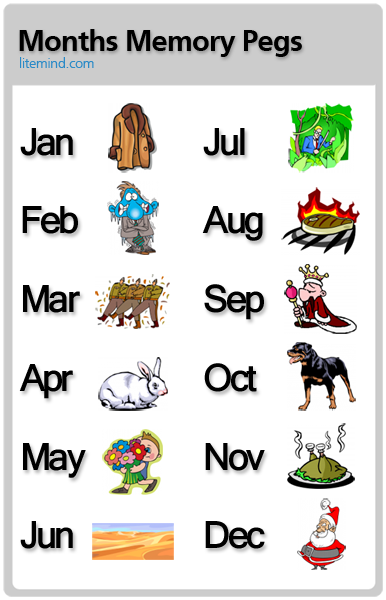 Months Memory Pegs
litemind.com
Jan
Jul
Feb
Aug
Mar
Sep
Apr
Oct
May
Nov
Jun
Dec